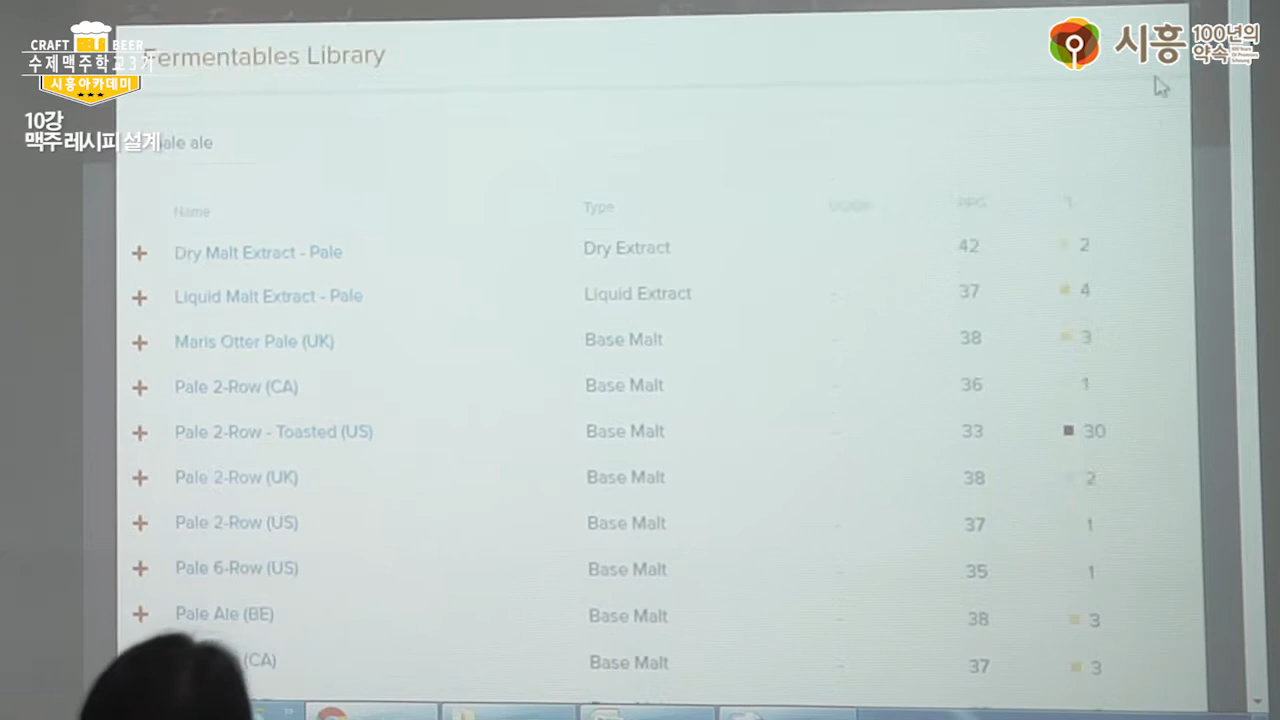 CRAFT BEER
수제맥주학교3기
시흥아카데미
10강
맥주 레시피 설계
시흥 100년의 약속
Fermentables Library
ale ale
Name Type PPG
Dry Malt Extract - Pale Dry Extract 42 2
Liquid Malt Extract - Pale Liquid Extract - 37 4
Maris Otter Pale (UK) Base Malt - 38 3
Pale 2-Row (CA) Base Malt - 36 1
Pale 2-Row - Toasted (US) Base Malt - 33 30
Pale 2-Row (UK) Base Malt - 38 2
Pale 2-Row (US) Base Malt - 37 1
Pale 6-Row (US) Base Malt - 35 1
Pale Ale (BE) Base Malt - 38 3
(CA) Base Malt - 37 3